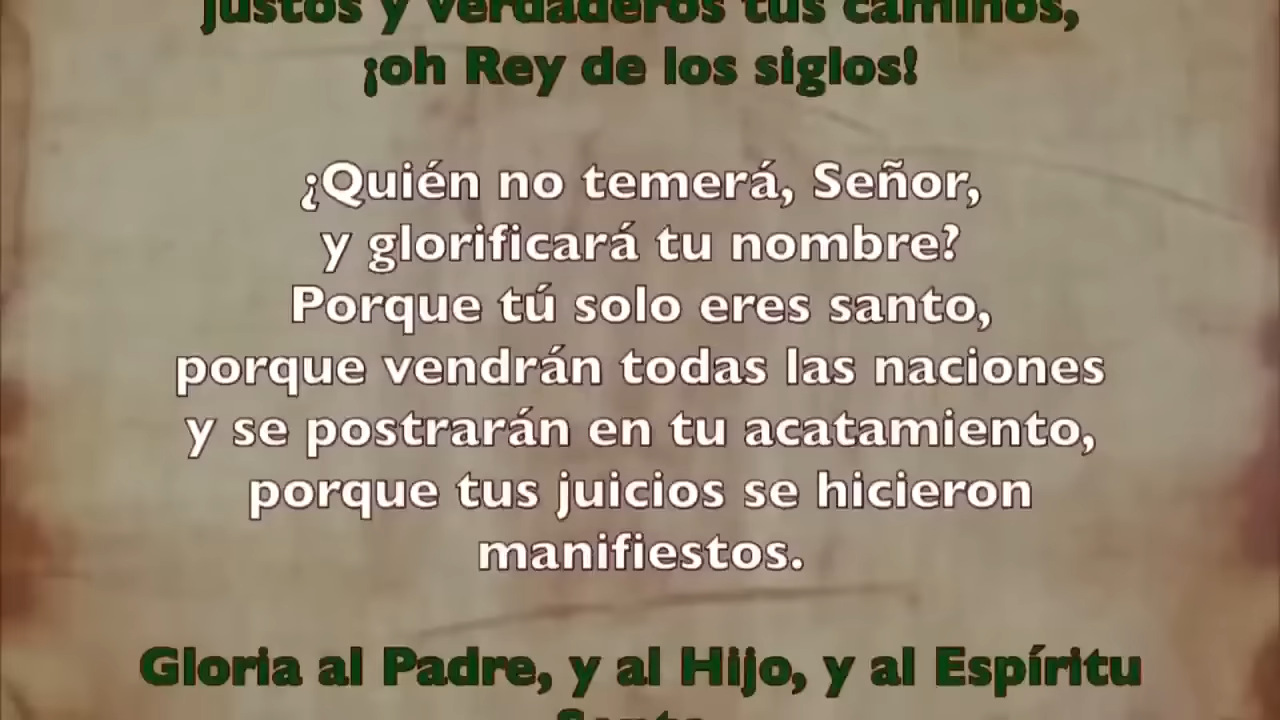 justos y verdaderos tus caminos,
¡oh Rey de los siglos!
¿Quién no temerá, Señor,
y glorificará tu nombre?
Porque tú solo eres santo,
porque vendrán todas las naciones
y se postrarán en tu acatamiento,
porque tus juicios se hicieron
manifiestos.
Gloria al Padre, y al Hijo, y al Espíritu